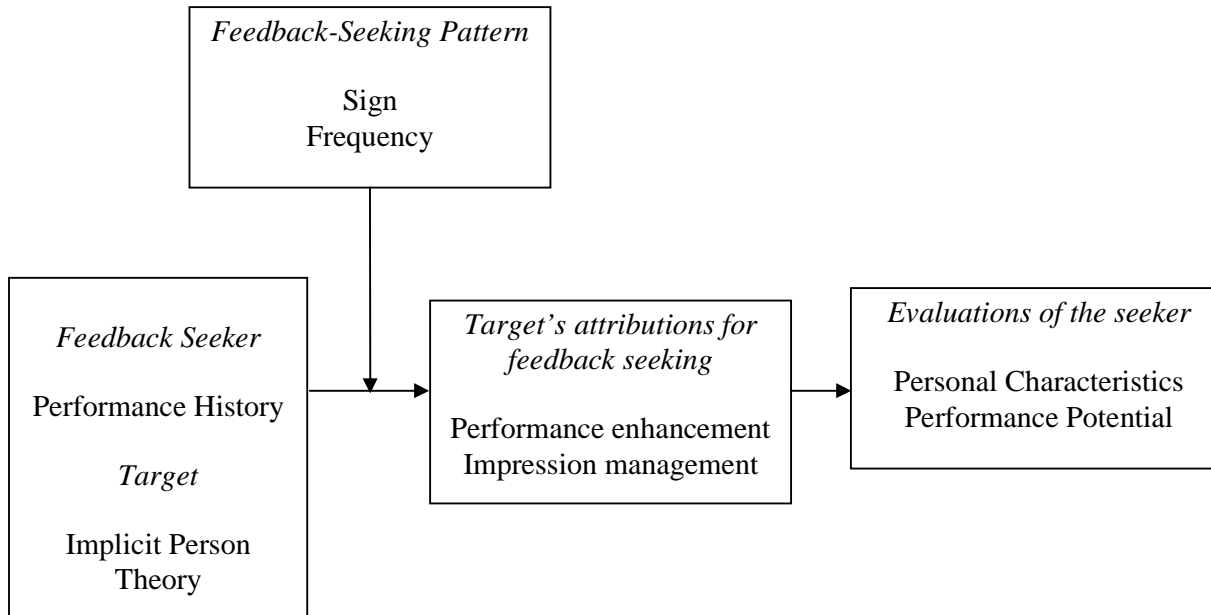 Feedback-Seeking Pattern
Sign
Frequency
Feedback Seeker
Performance History
Target
Implicit Person
Theory
Target’s attributions for
feedback seeking
Performance enhancement
Impression management
Evaluations of the seeker
Personal Characteristics
Performance Potential